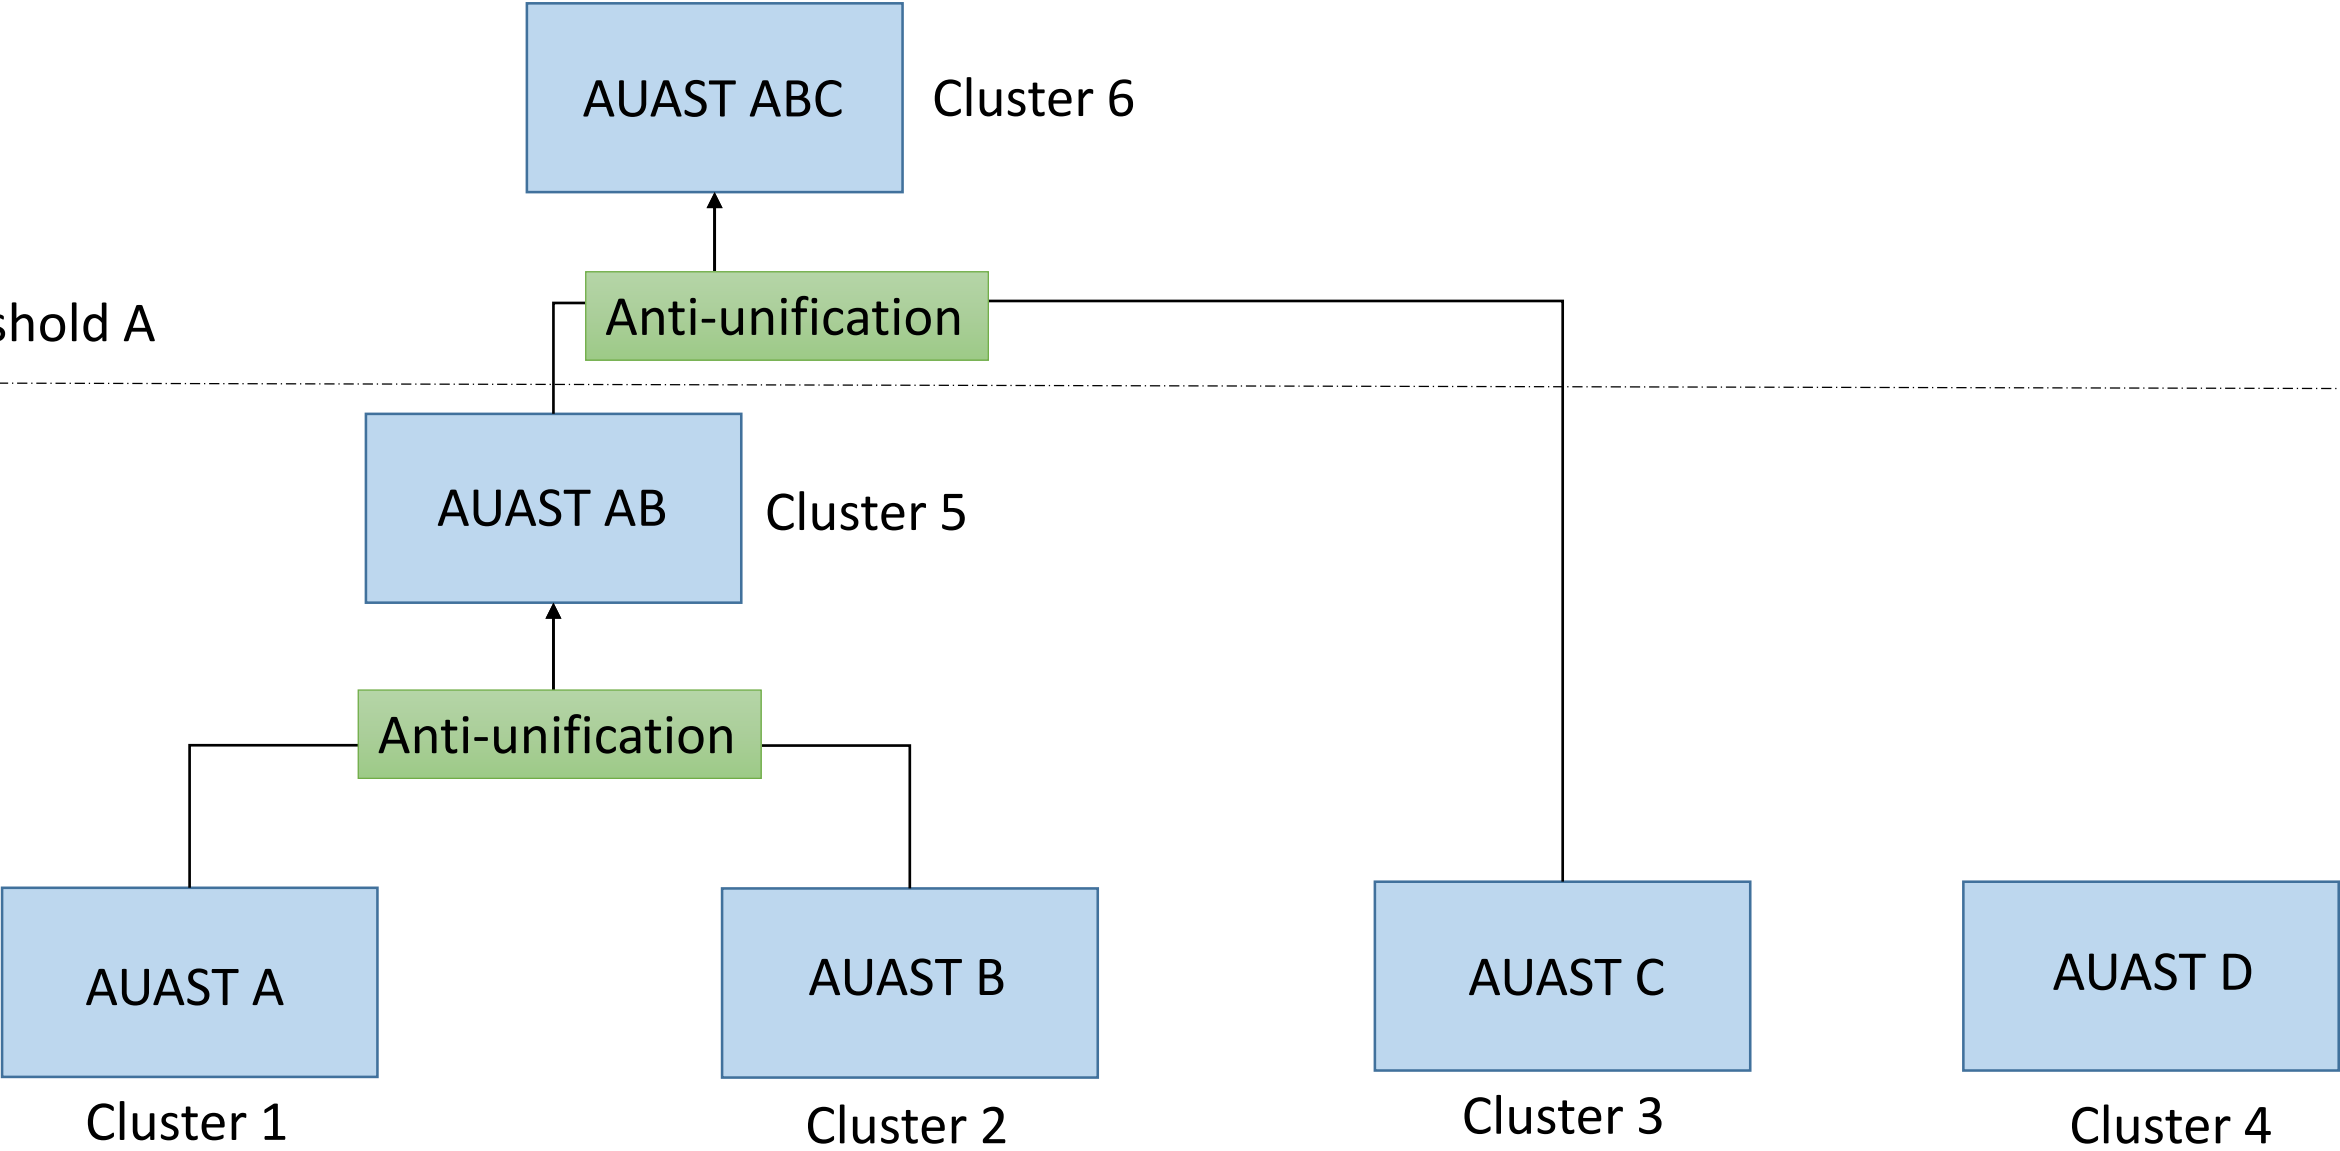 AUAST ABC
Cluster 6
Anti-unification
shold A
AUAST AB
Cluster 5
Anti-unification
AUAST A
AUAST B
AUAST C
AUAST D
Cluster 1
Cluster 2
Cluster 3
Cluster 4